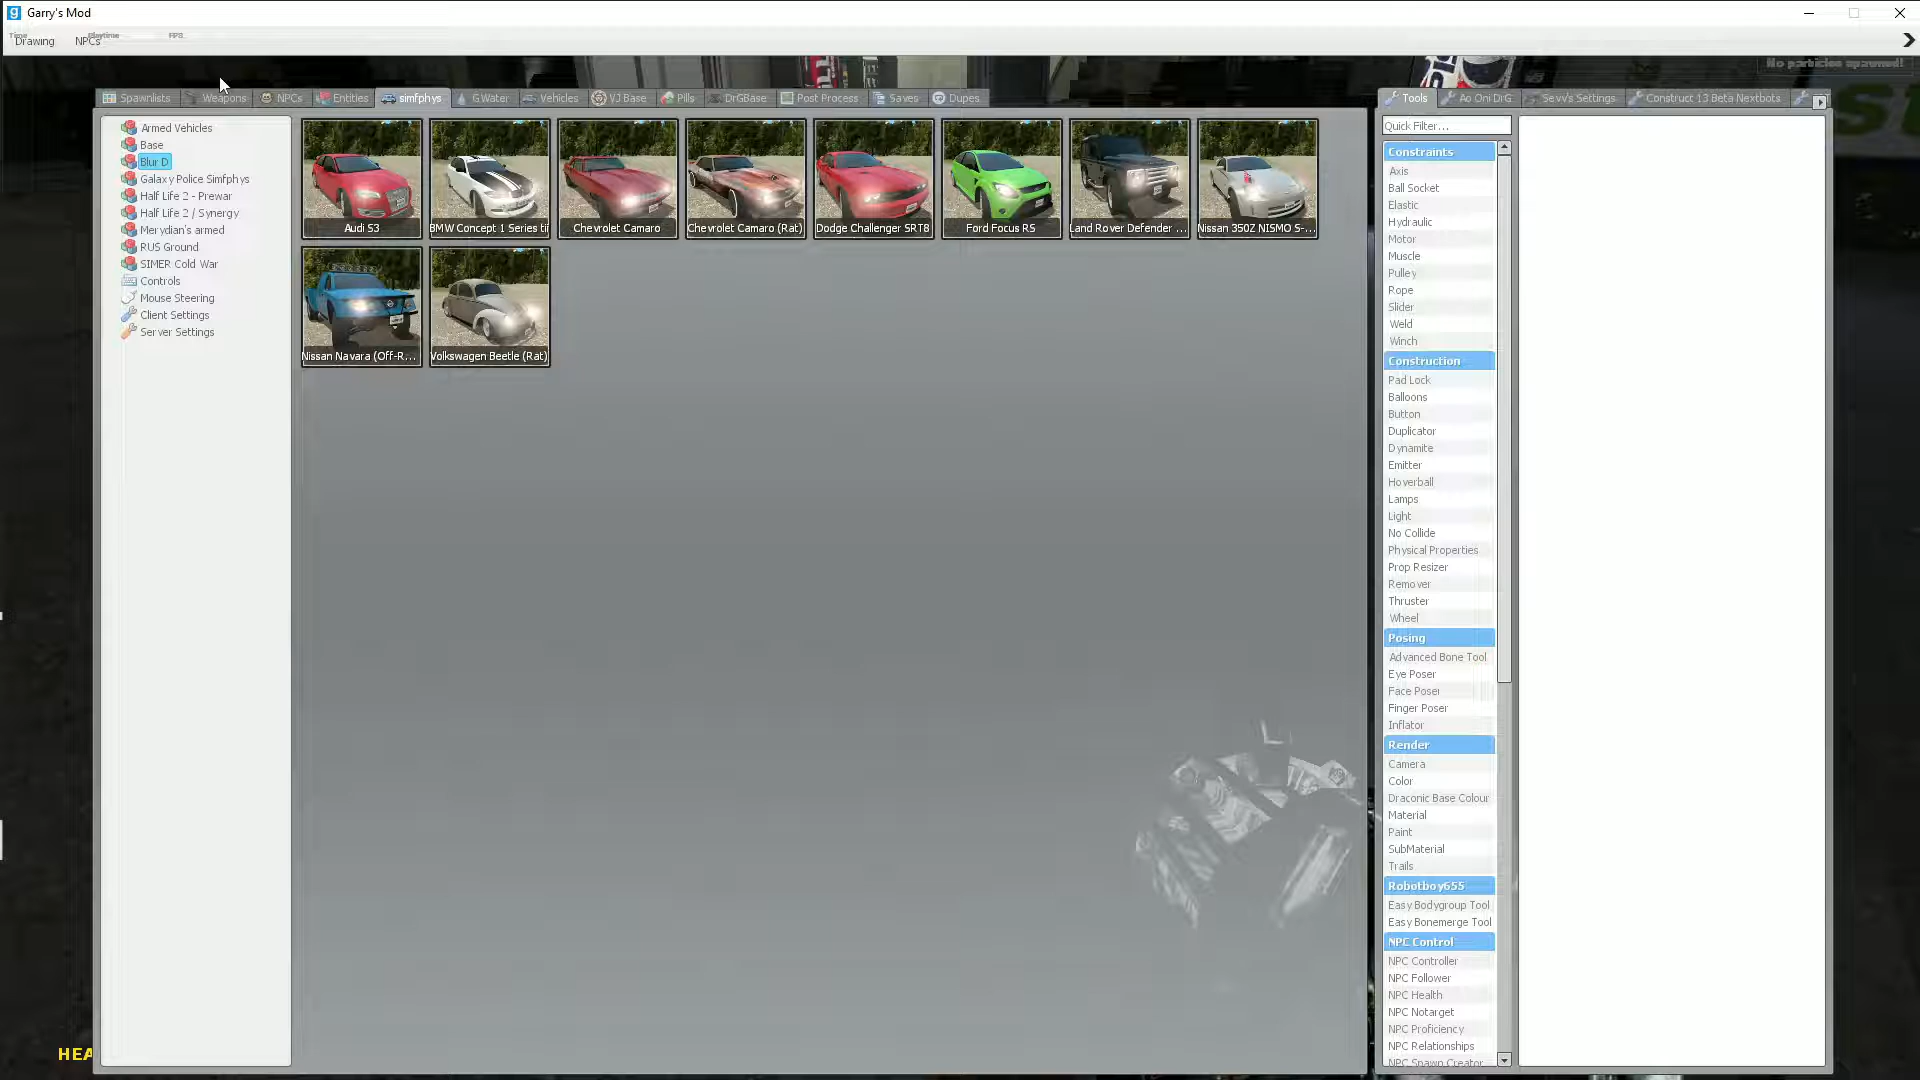 Garry's Mod
Time Playtime FPS
Drawing NPCs
No particles spawned!
Spawnlists Weapons NPCs Entities simfphys GWater Vehicles VJ Base Pills DrGBase Post Process Saves Dupes
Tools Ao Oni DrG Sevv's Settings Construct 13 Beta Nextbots
Armed Vehicles
Base
Blur D
Galaxy Police Simfphys
Half Life 2 - Prewar
Half Life 2 / Synergy
Merydian's armed
RUS Ground
SIMER Cold War
Controls
Mouse Steering
Client Settings
Server Settings
Audi S3
BMW Concept 1 Series tii
Chevrolet Camaro
Chevrolet Camaro (Rat)
Dodge Challenger SRT8
Ford Focus RS
Land Rover Defender ...
Nissan 350Z NISMO S-...
Nissan Navara (Off-R...
Volkswagen Beetle (Rat)
Quick Filter...
Constraints
Axis
Ball Socket
Elastic
Hydraulic
Motor
Muscle
Pulley
Rope
Slider
Weld
Winch
Construction
Pad Lock
Balloons
Button
Duplicator
Dynamite
Emitter
Hoverball
Lamps
Light
No Collide
Physical Properties
Prop Resizer
Remover
Thruster
Wheel
Posing
Advanced Bone Tool
Eye Poser
Face Poser
Finger Poser
Inflator
Render
Camera
Color
Draconic Base Colour
Material
Paint
SubMaterial
Trails
Robotboy655
Easy Bodygroup Tool
Easy Bonemerge Tool
NPC Control
NPC Controller
NPC Follower
NPC Health
NPC Notarget
NPC Proficiency
NPC Relationships
NPC Spawn Creator
HEA